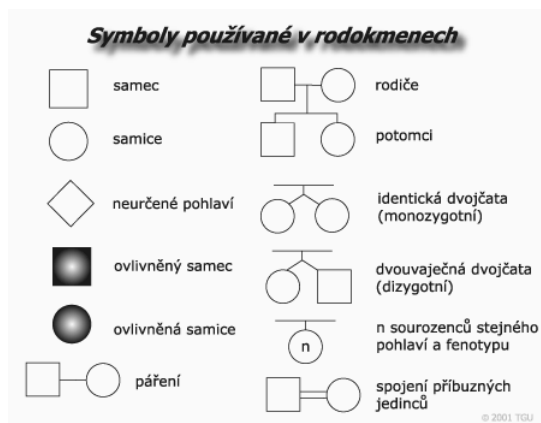 Symboly používané v rodokmenech
samec
samice
neurčené pohlaví
ovlivněný samec
ovlivněná samice
páření
rodiče
potomci
identická dvojčata
(monozygotní)
dvouvaječná dvojčata
(dizygotní)
n
n sourozenců stejného
pohlaví a fenotypu
spojení příbuzných
jedinců
© 2001 TGU